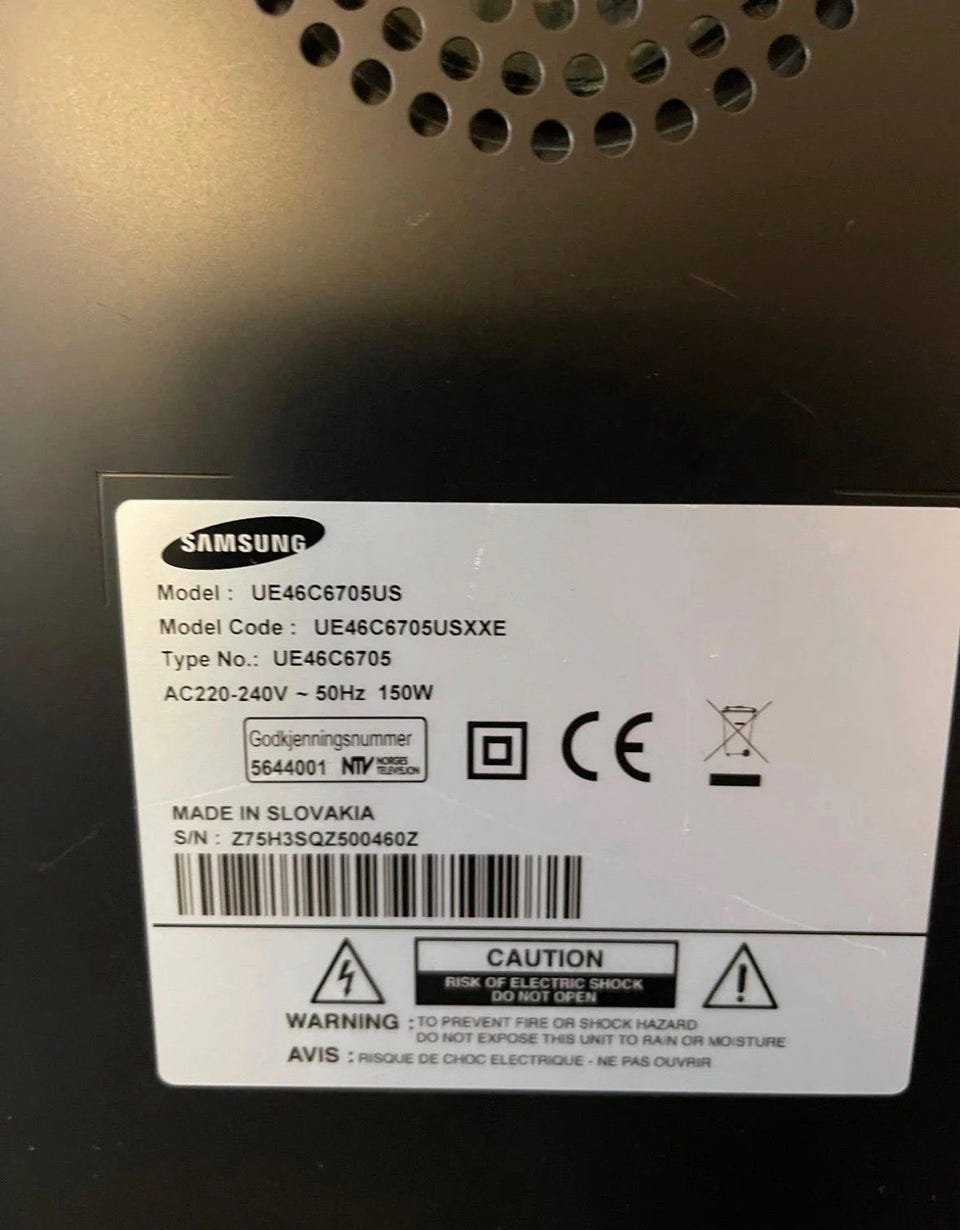 SAMSUNG
Model : UE46C6705US
Model Code : UE46C6705USXXE
Type No.: UE46C6705
AC220-240V ~ 50Hz 150W
Godkjenningsnummer
5644001 NTV NORGES TELEVISJON
CE
MADE IN SLOVAKIA
S/N : Z75H3SQZ500460Z
CAUTION
RISK OF ELECTRIC SHOCK
DO NOT OPEN
WARNING : TO PREVENT FIRE OR SHOCK HAZARD
DO NOT EXPOSE THIS UNIT TO RAIN OR MOISTURE
AVIS : RISQUE DE CHOC ELECTRIQUE - NE PAS OUVRIR